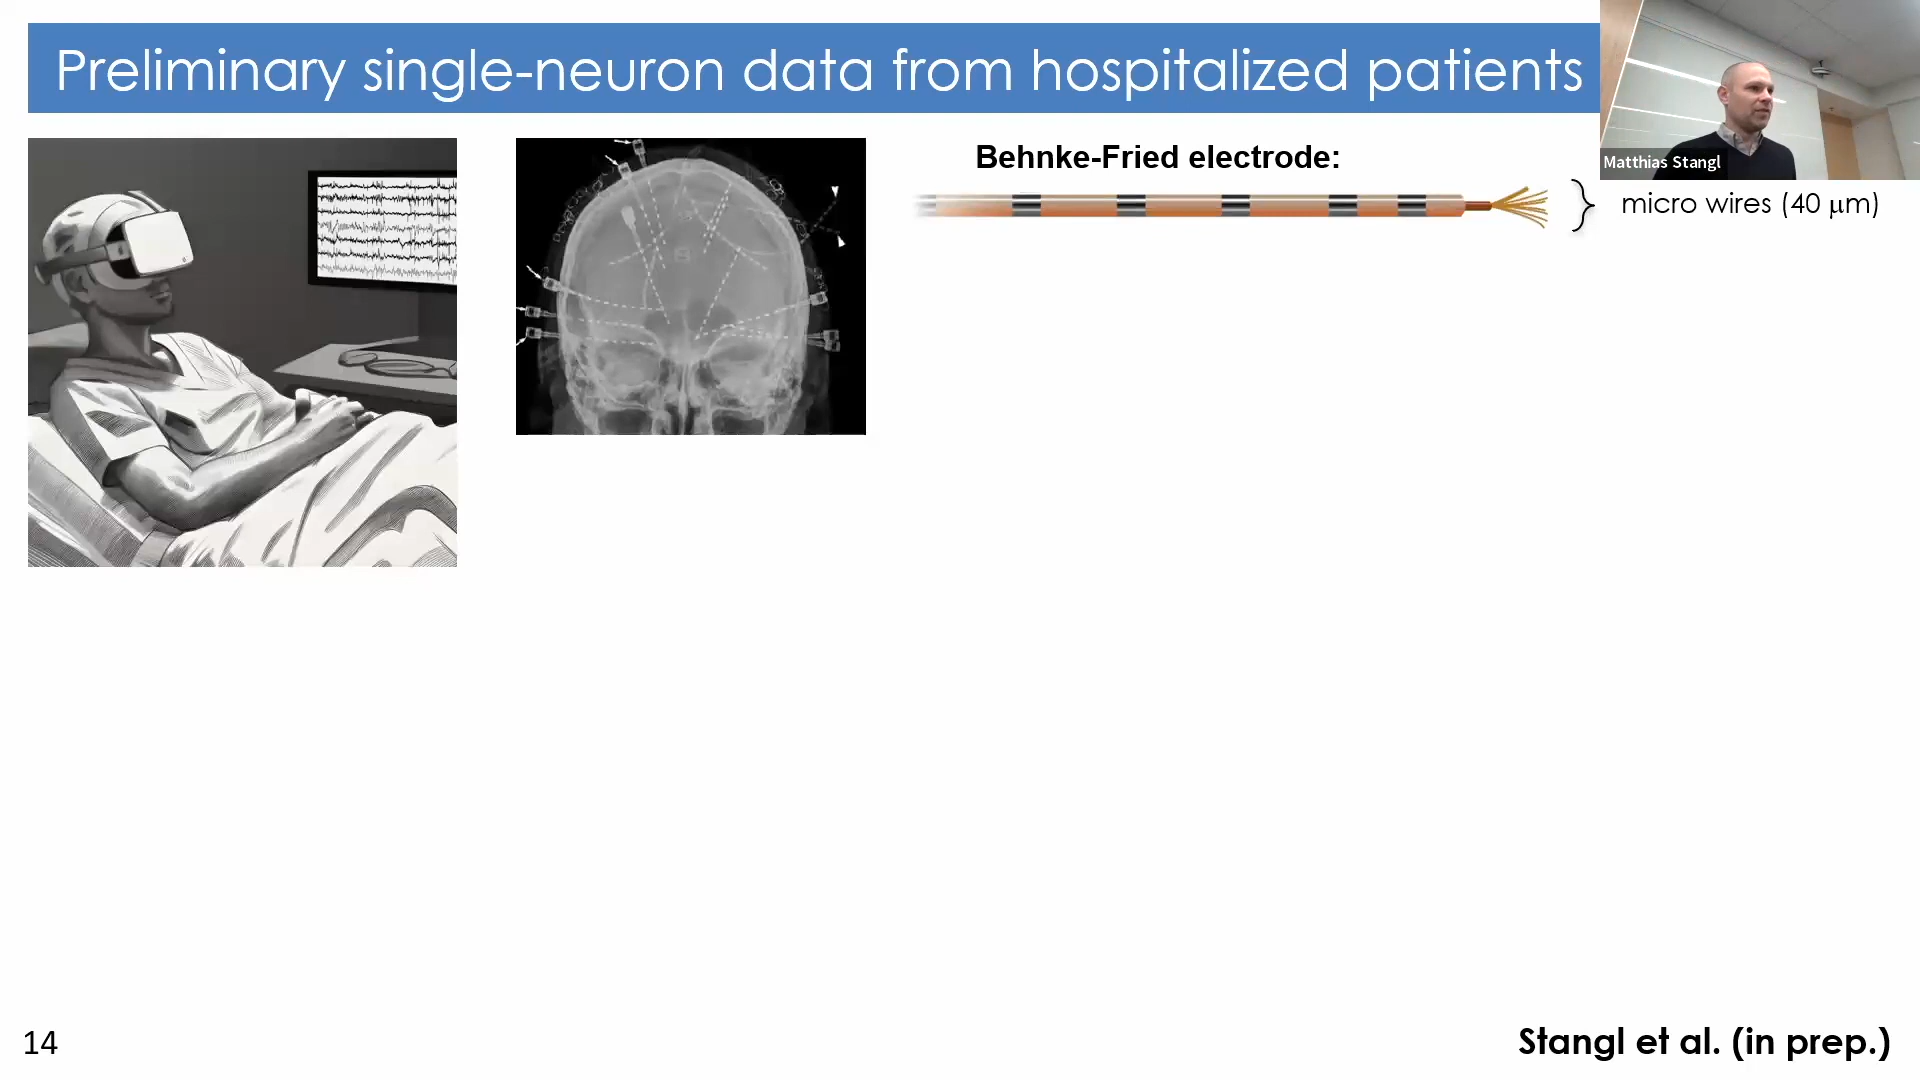 Preliminary single-neuron data from hospitalized patients
Matthias Stangl
Behnke-Fried electrode:
micro wires (40 μm)
14
Stangl et al. (in prep.)